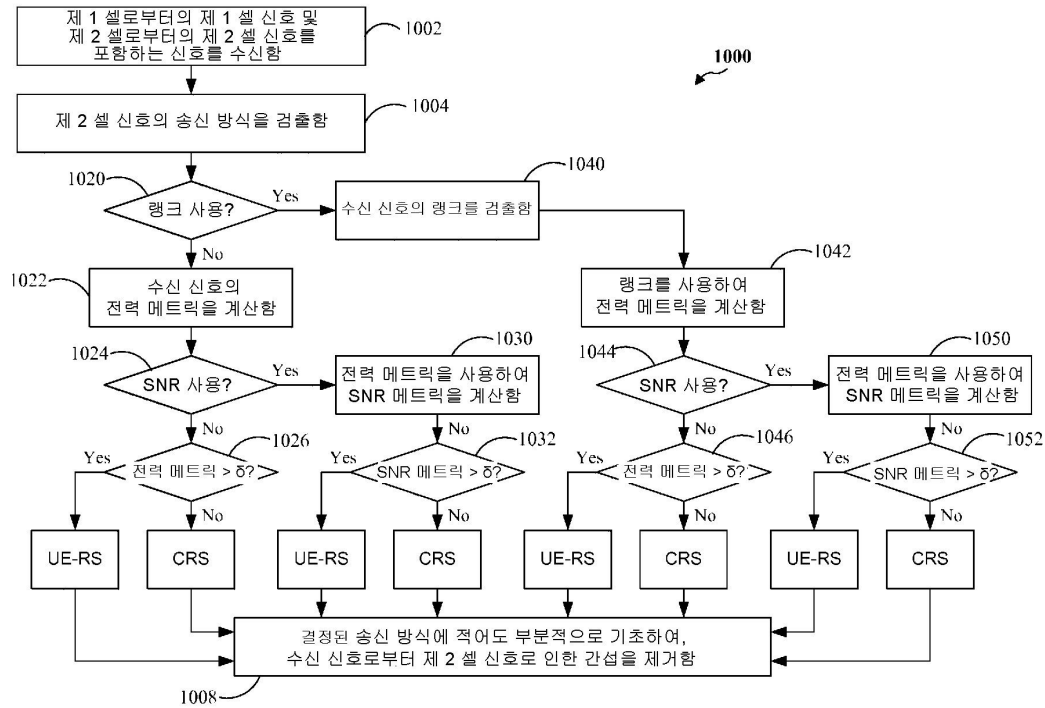 제 1 셀로부터의 제 1 셀 신호 및
제 2 셀로부터의 제 2 셀 신호를
포함하는 신호를 수신함
1002
1000
제 2 셀 신호의 송신 방식을 검출함
1004
1020
랭크 사용?
Yes
No
1040
수신 신호의 랭크를 검출함
1022
수신 신호의
전력 메트릭을 계산함
1042
랭크를 사용하여
전력 메트릭을 계산함
1024
SNR 사용?
Yes
No
1030
전력 메트릭을 사용하여
SNR 메트릭을 계산함
No
1044
SNR 사용?
Yes
No
1050
전력 메트릭을 사용하여
SNR 메트릭을 계산함
No
1026
전력 메트릭 > δ?
Yes
No
1032
SNR 메트릭 > δ?
Yes
No
1046
전력 메트릭 > δ?
Yes
No
1052
SNR 메트릭 > δ?
Yes
No
UE-RS
CRS
UE-RS
CRS
UE-RS
CRS
UE-RS
CRS
결정된 송신 방식에 적어도 부분적으로 기초하여,
수신 신호로부터 제 2 셀 신호로 인한 간섭을 제거함
1008